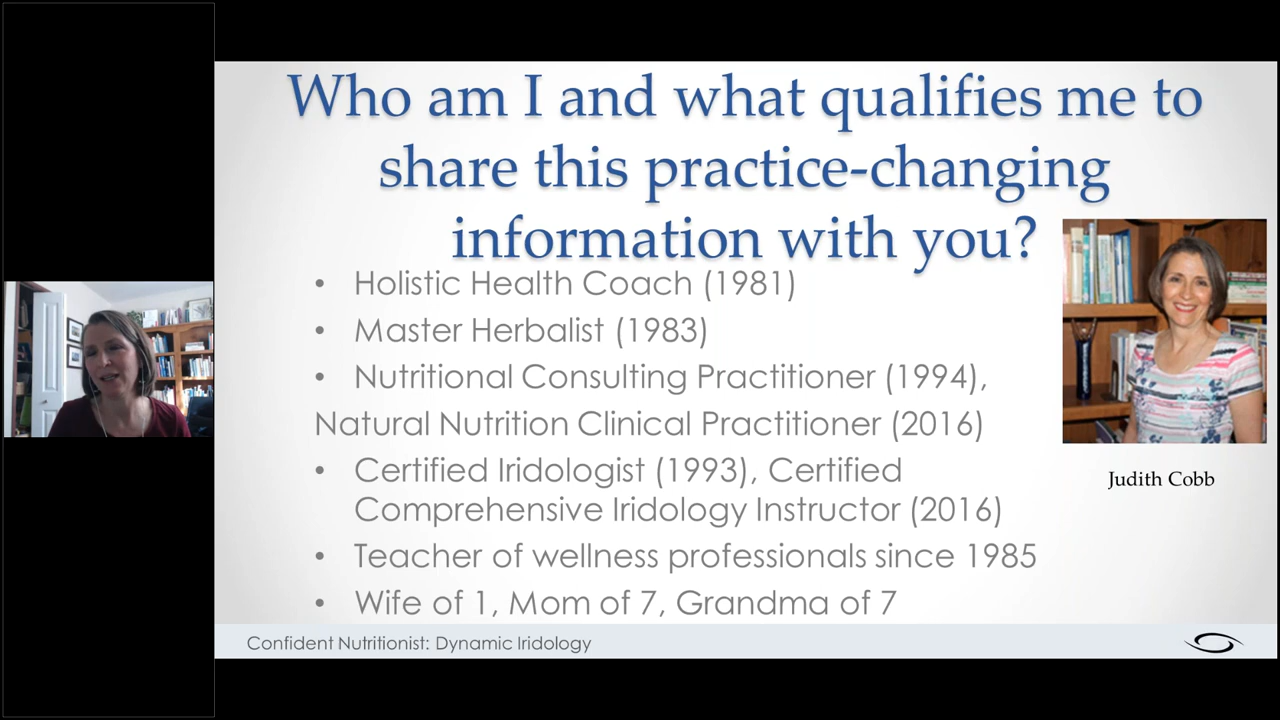 Who am I and what qualifies me to
share this practice-changing
information with you?
• Holistic Health Coach (1981)
• Master Herbalist (1983)
• Nutritional Consulting Practitioner (1994),
Natural Nutrition Clinical Practitioner (2016)
• Certified Iridologist (1993), Certified
Comprehensive Iridology Instructor (2016)
• Teacher of wellness professionals since 1985
• Wife of 1, Mom of 7, Grandma of 7
Judith Cobb
Confident Nutritionist: Dynamic Iridology